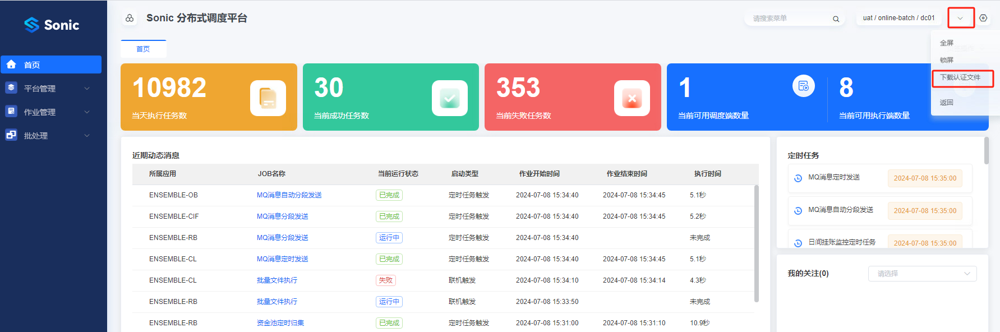 Sonic
首页
平台管理
作业管理
批处理
Sonic 分布式调度平台
请搜索菜单
uat / online-batch / dc01
首页
全屏
锁屏
下载认证文件
返回
10982
当天执行任务数
30
当前成功任务数
353
当前失败任务数
1
当前可用调度端数量
8
当前可用执行端数量
近期动态消息
所属应用 JOB名称 当前运行状态 启动类型 作业开始时间 作业结束时间 执行时间
ENSEMBLE-OB MQ消息自动分段发送 已完成 定时任务触发 2024-07-08 15:34:40 2024-07-08 15:34:45 5.1秒
ENSEMBLE-CIF MQ消息分段发送 已完成 定时任务触发 2024-07-08 15:34:40 2024-07-08 15:34:45 5.2秒
ENSEMBLE-RB MQ消息分段发送 运行中 定时任务触发 2024-07-08 15:34:40 未完成
ENSEMBLE-CL MQ消息定时发送 已完成 定时任务触发 2024-07-08 15:34:40 2024-07-08 15:34:45 5.1秒
ENSEMBLE-CL 批量文件执行 失败 联机触发 2024-07-08 15:34:10 2024-07-08 15:34:14 4.3秒
ENSEMBLE-RB 批量文件执行 运行中 联机触发 2024-07-08 15:33:50 未完成
ENSEMBLE-RB 资金池定时归集 已完成 定时任务触发 2024-07-08 15:31:00 2024-07-08 15:31:10 10.9秒
定时任务
MQ消息定时发送 2024-07-08 15:35:00
MQ消息自动分段发送 2024-07-08 15:35:00
日间挂账监控定时任务 2024-07-08 15:35:00
我的关注(0)
请选择